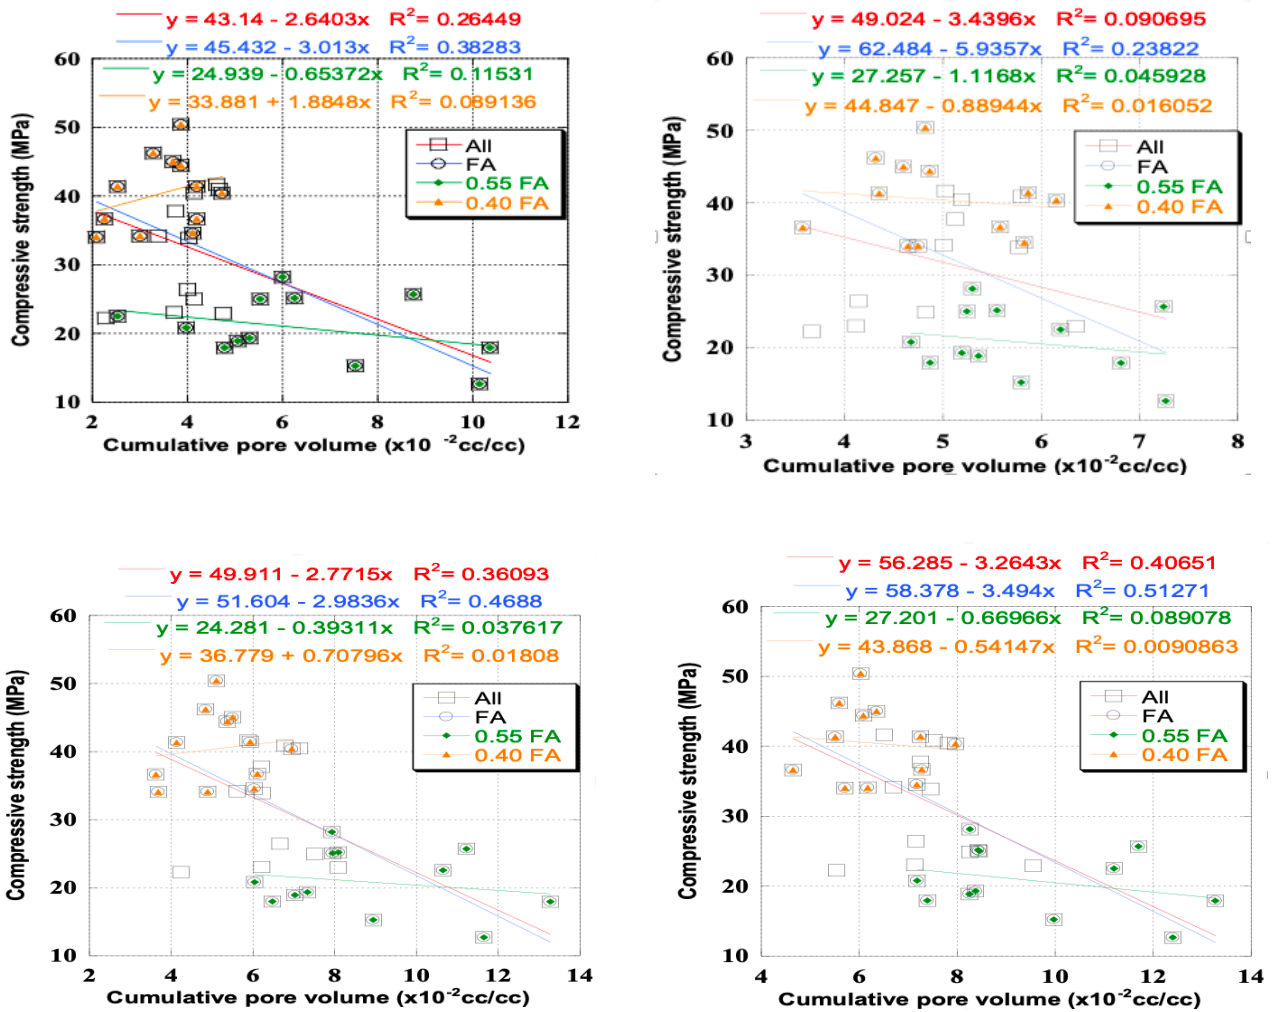 y = 43.14 - 2.6403x R²= 0.26449
y = 45.432 - 3.013x R²= 0.38283
y = 24.939 - 0.65372x R²= 0.11531
y = 33.881 + 1.8848x R²= 0.089136
60
50
40
30
20
10
Compressive strength (MPa)
All
FA
0.55 FA
0.40 FA
2 4 6 8 10 12
Cumulative pore volume (x10 ⁻²cc/cc)
y = 49.024 - 3.4396x R²= 0.090695
y = 62.484 - 5.9357x R²= 0.23822
y = 27.257 - 1.1168x R²= 0.045928
y = 44.847 - 0.88944x R²= 0.016052
60
50
40
30
20
10
Compressive strength (MPa)
All
FA
0.55 FA
0.40 FA
3 4 5 6 7 8
Cumulative pore volume (x10⁻²cc/cc)
y = 49.911 - 2.7715x R²= 0.36093
y = 51.604 - 2.9836x R²= 0.4688
y = 24.281 - 0.39311x R²= 0.037617
y = 36.779 + 0.70796x R²= 0.01808
60
50
40
30
20
10
Compressive strength (MPa)
All
FA
0.55 FA
0.40 FA
2 4 6 8 10 12 14
Cumulative pore volume (x10⁻²cc/cc)
y = 56.285 - 3.2643x R²= 0.40651
y = 58.378 - 3.494x R²= 0.51271
y = 27.201 - 0.66966x R²= 0.089078
y = 43.868 - 0.54147x R²= 0.0090863
60
50
40
30
20
10
Compressive strength (MPa)
All
FA
0.55 FA
0.40 FA
4 6 8 10 12 14
Cumulative pore volume (x10⁻²cc/cc)